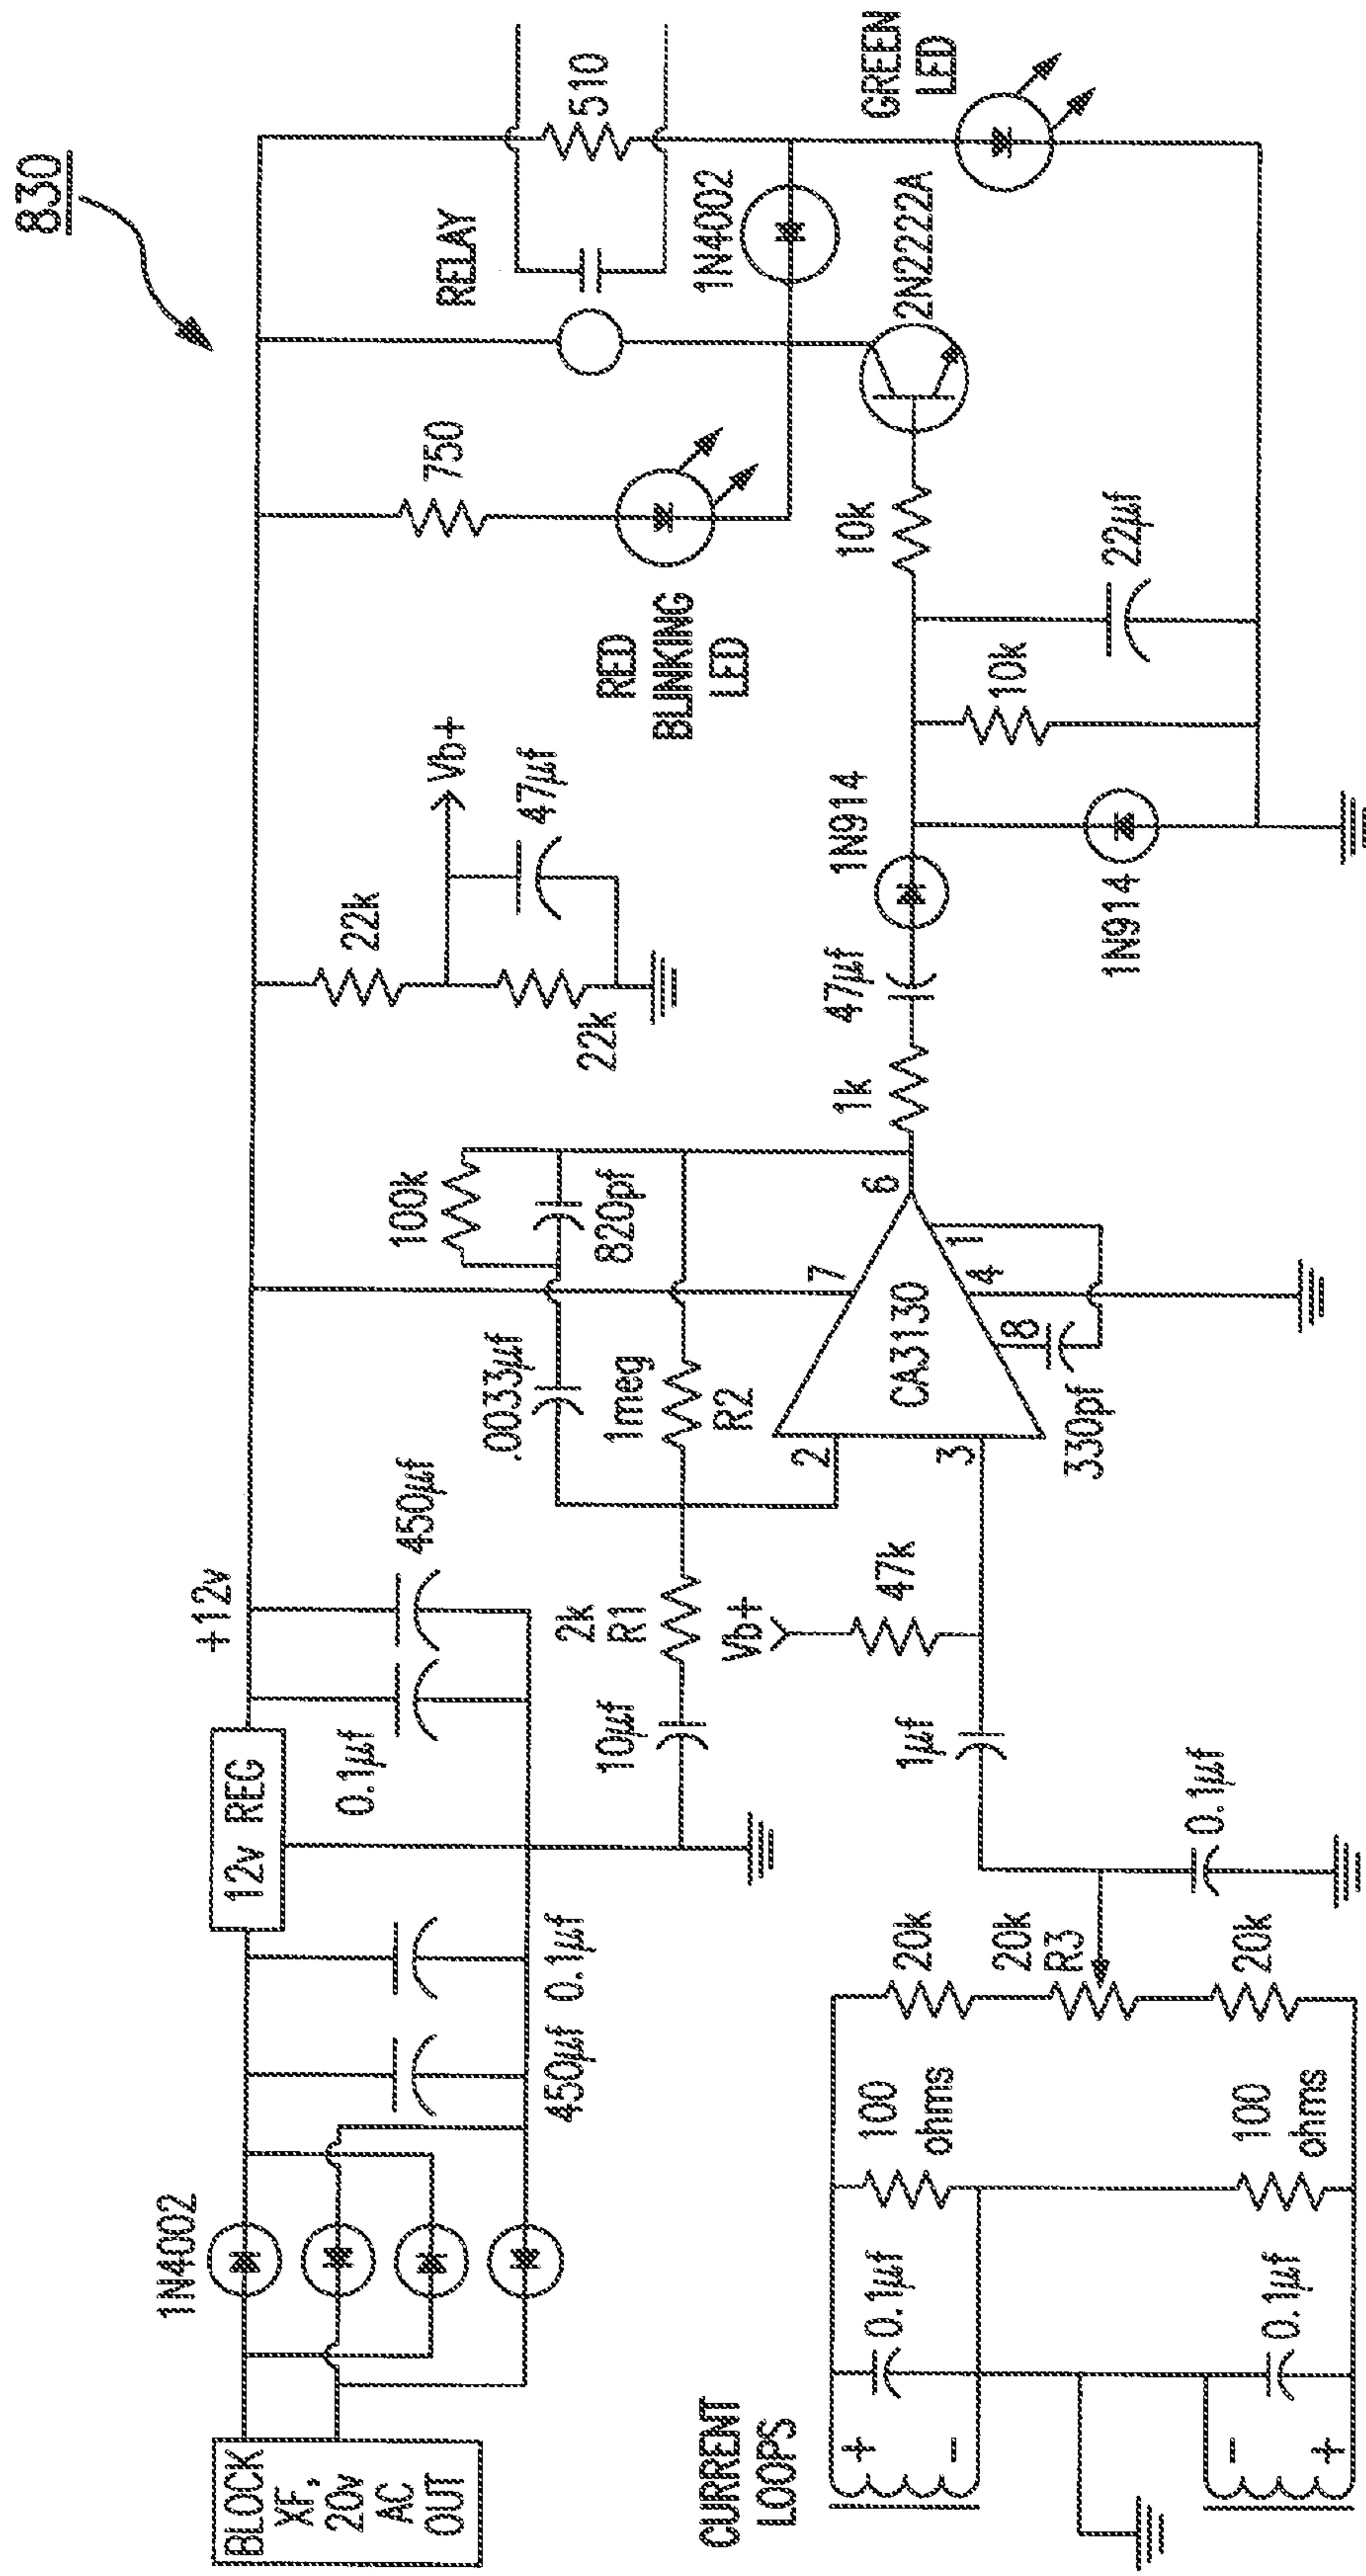 830
BLOCK
XF,
20v
AC
OUT
1N4002
12v REG
+12v
450µf
0.1µf
0.1µf
450µf
10µf
2k
R1
.0033µf
1meg
R2
100k
820pf
22k
22k
Vb+
47µf
750
RED
BLINKING
LED
RELAY
510
1N4002
GREEN
LED
2N2222A
CURRENT
LOOPS
+
-
-
+
0.1µf
0.1µf
100
ohms
100
ohms
20k
20k
R3
20k
0.1µf
1µf
Vb+
47k
2
3
7
6
CA3130
8
4
1
330pf
1k
47µf
1N914
1N914
10k
10k
22µf